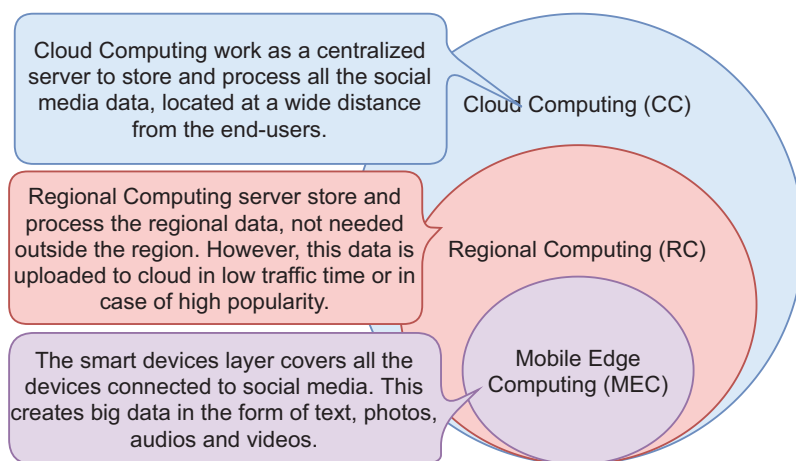 Cloud Computing work as a centralized
server to store and process all the social
media data, located at a wide distance
from the end-users.
Cloud Computing (CC)
Regional Computing server store and
process the regional data, not needed
outside the region. However, this data is
uploaded to cloud in low traffic time or in
case of high popularity.
Regional Computing (RC)
The smart devices layer covers all the
devices connected to social media. This
creates big data in the form of text, photos,
audios and videos.
Mobile Edge
Computing (MEC)